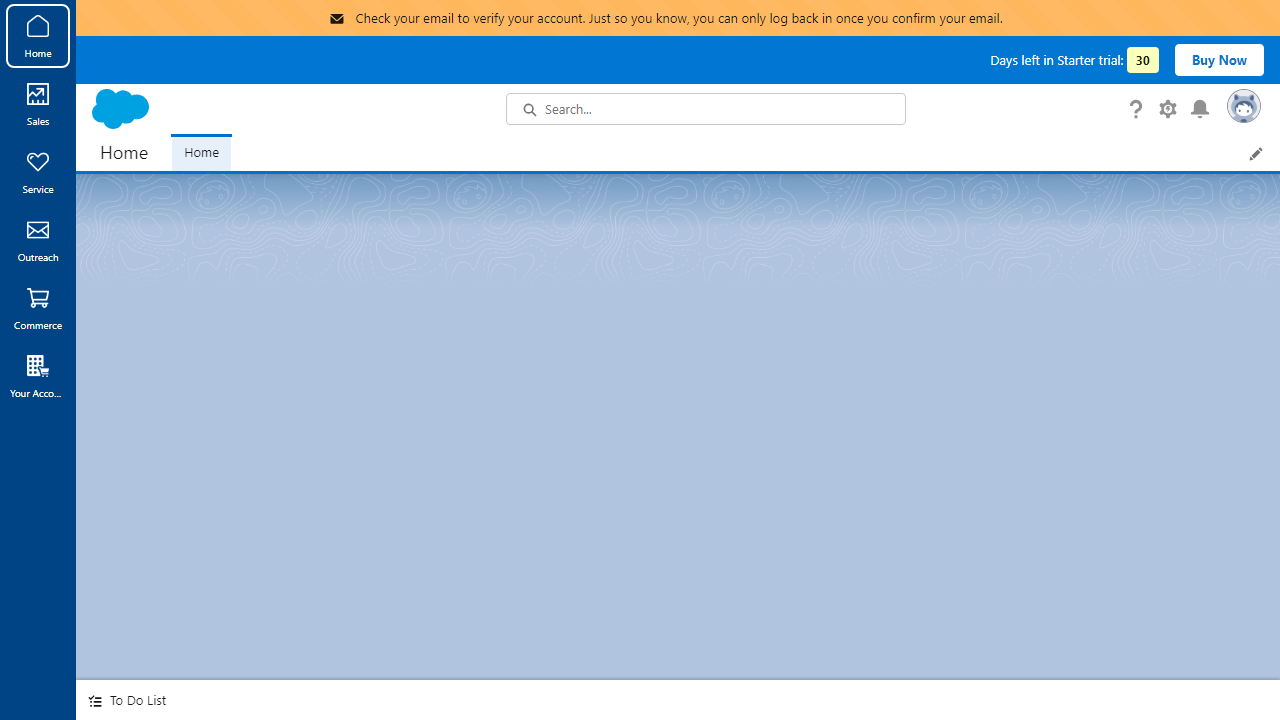 Check your email to verify your account. Just so you know, you can only log back in once you confirm your email.
Days left in Starter trial: 30
Buy Now
Search...
Home
Home
Home
Sales
Service
Outreach
Commerce
Your Acco...
To Do List